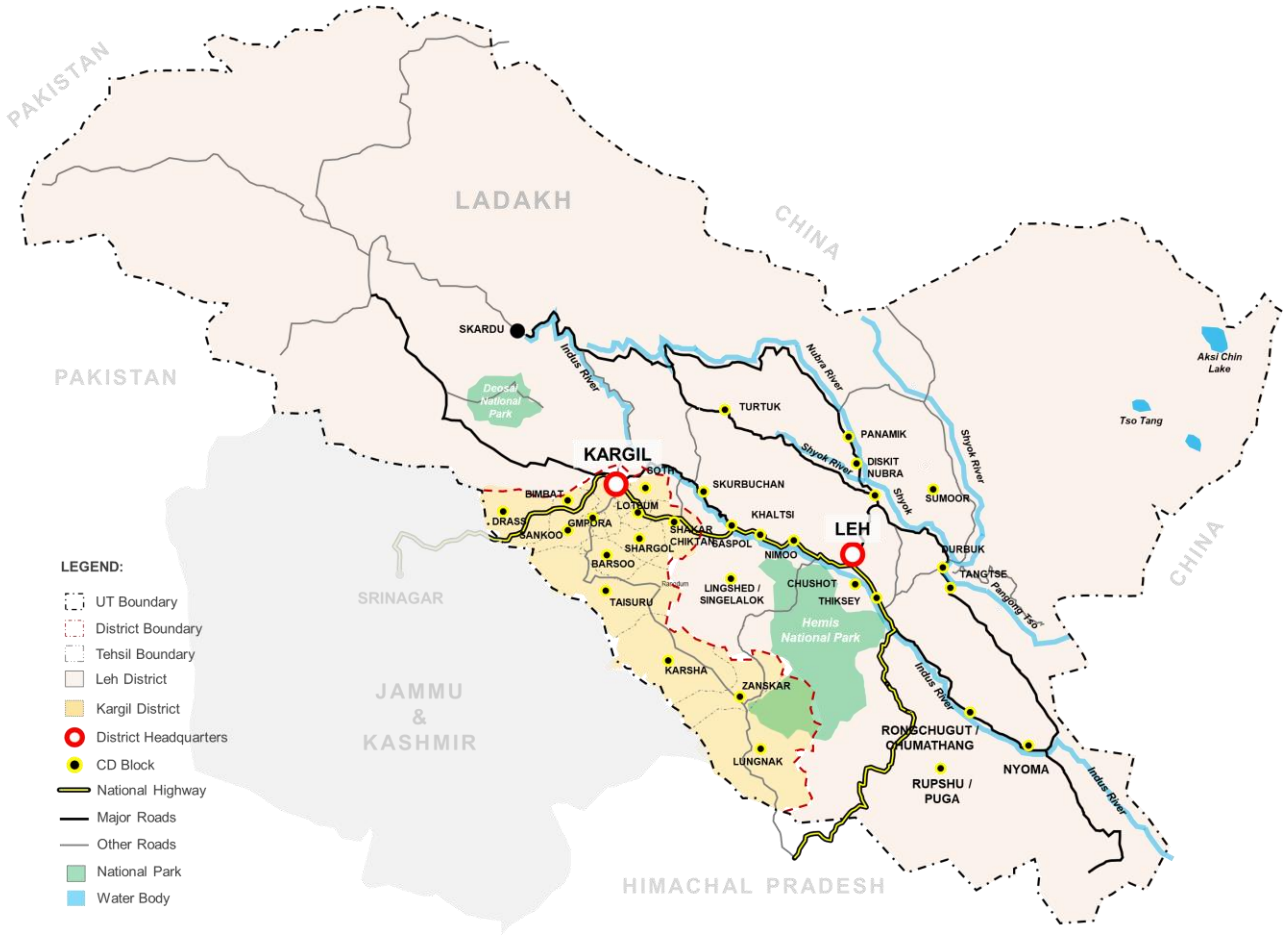 PAKISTAN
LADAKH
CHINA
SKARDU
Indus River
Nubra River
Aksi Chin
Lake
PAKISTAN
Deosai
National
Park
TURTUK
Tso Tang
PANAMIK
Shyok River
KARGIL
Shyok River
DISKIT
NUBRA
SKURBUCHAN
SUMOOR
Shyok
BIMBAT
LOTSUM
KHALTSI
LEH
DRASS
GMPORA
SANKOO
SHAKAR
CHIKTAN
SASPOL
NIMOO
SHARGOL
BARSOO
DURBUK
TANGTSE
CHINA
Rangdum
LINGSHED /
SINGELALOK
CHUSHOT
THIKSEY
Pangong Tso
TAISURU
Hemis
National Park
SRINAGAR
KARSHA
ZANSKAR
Indus River
JAMMU
&
KASHMIR
RONGCHUGUT /
CHUMATHANG
LUNGNAK
NYOMA
Indus River
RUPSHU /
PUGA
HIMACHAL PRADESH
LEGEND:
UT Boundary
District Boundary
Tehsil Boundary
Leh District
Kargil District
District Headquarters
CD Block
National Highway
Major Roads
Other Roads
National Park
Water Body